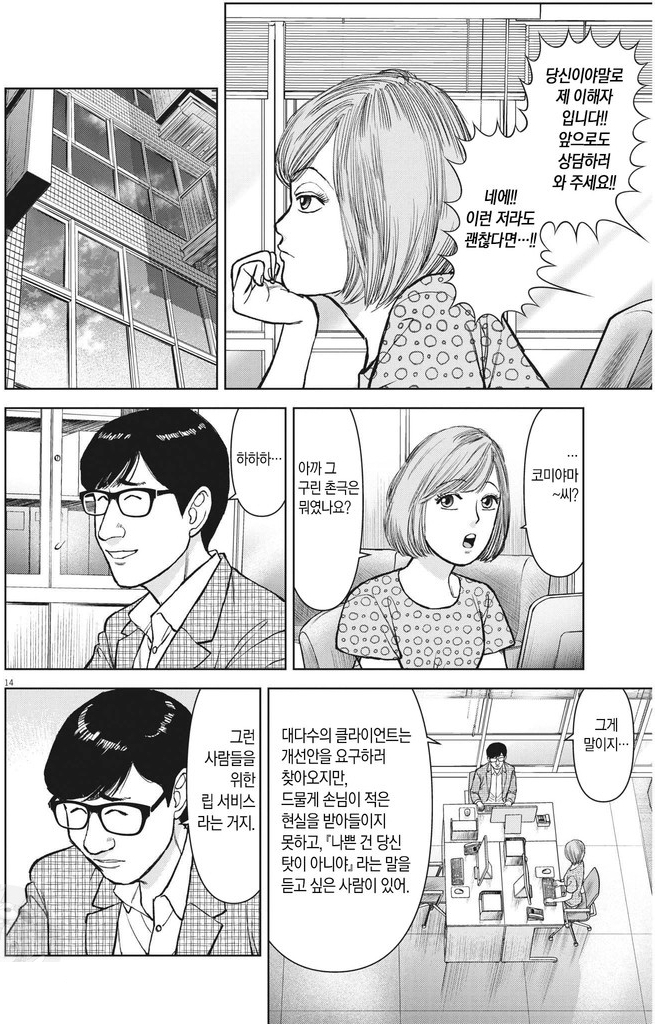 당신이야말로
제 이해자
입니다!!
앞으로도
상담하러
와 주세요!!
네에!!
이런 저라도
괜찮다면…!!
…
코미야마
~씨?
아까 그
구린 촌극은
뭐였나요?
하하하…
14
그게
말이지…
대다수의 클라이언트는
개선안을 요구하러
찾아오지만,
드물게 손님이 적은
현실을 받아들이지
못하고, 『나쁜 건 당신
탓이 아니야』 라는 말을
듣고 싶은 사람이 있어.
그런
사람들을
위한
립 서비스
라는 거지.